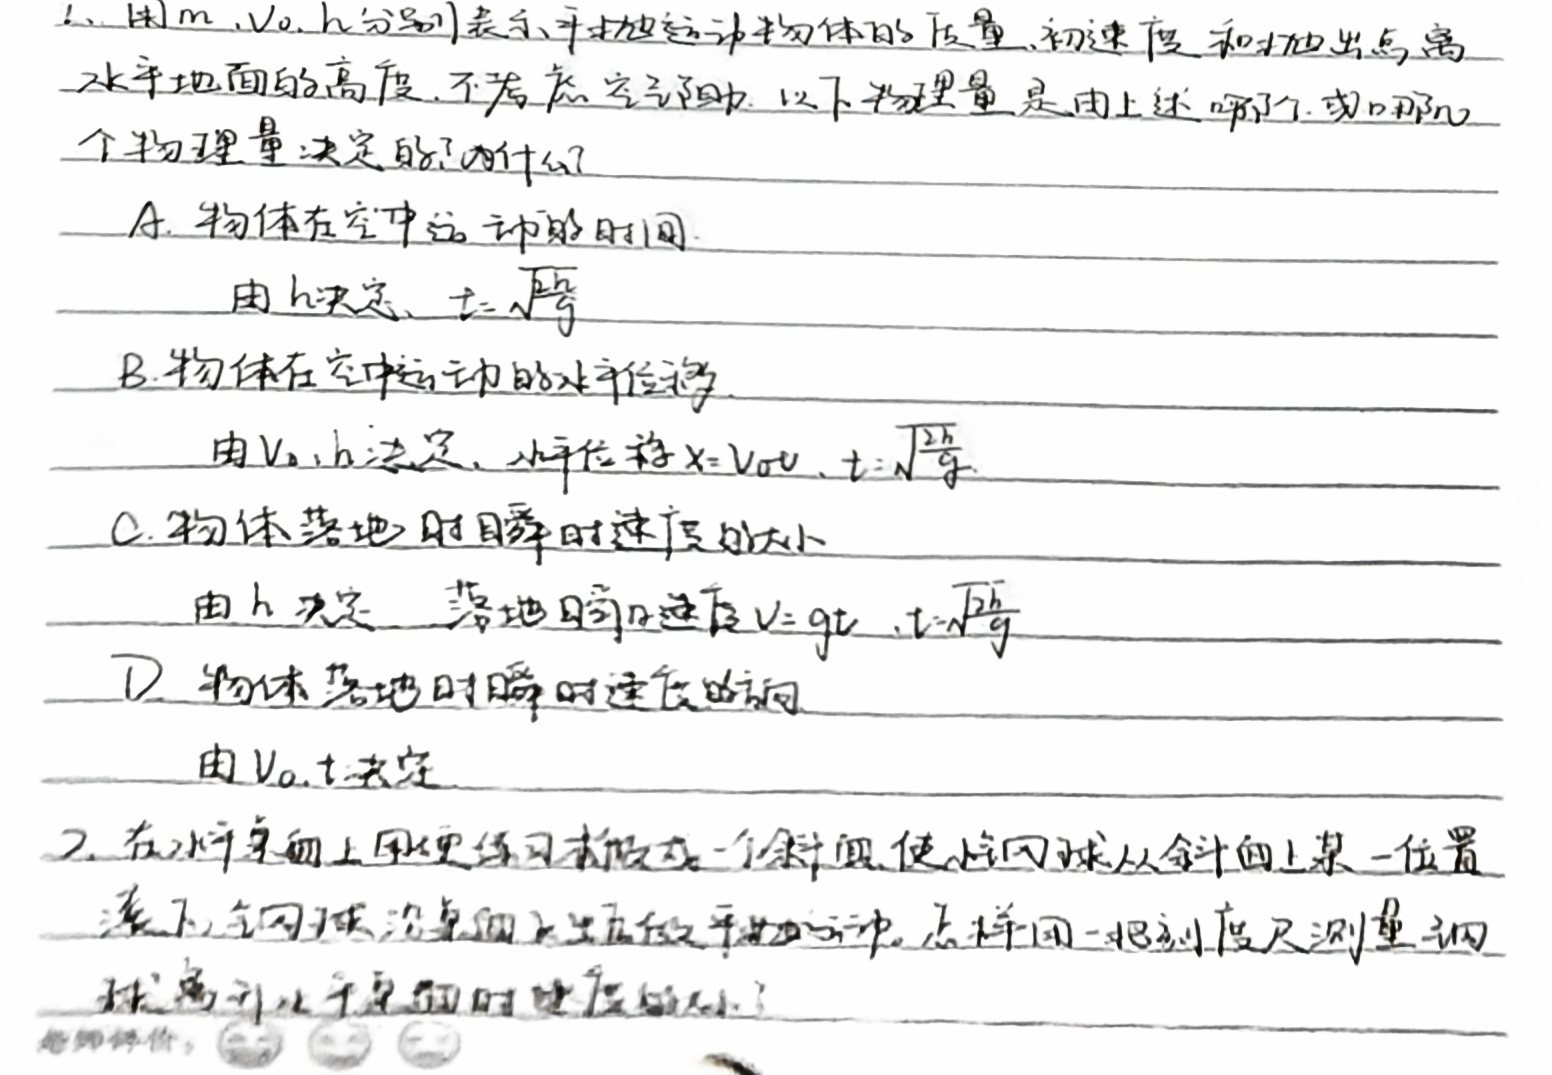 1、用m、V₀、h分别表示平抛运动物体的质量、初速度和抛出点离
水平地面的高度.不考虑空气阻力.以下物理量是由上述哪个或哪几
个物理量决定的?为什么?
A. 物体在空中运动的时间.
由h决定、t=√(2h/g)
B.物体在空中运动的水平位移.
由V₀、h决定、水平位移x=V₀t、t=√(2h/g).
C.物体落地时瞬时速度的大小
由h决定 落地瞬时速度V=gt、t=√(2h/g)
D 物体落地时瞬时速度的方向.
由V₀.t决定
2、在水平桌面上用硬练习本做成一个斜面,使小钢球从斜面上某一位置
滚下,钢球沿桌面飞出后做平抛运动。怎样用一把刻度尺测量钢
球离开水平桌面时速度的大小?
老师评价: